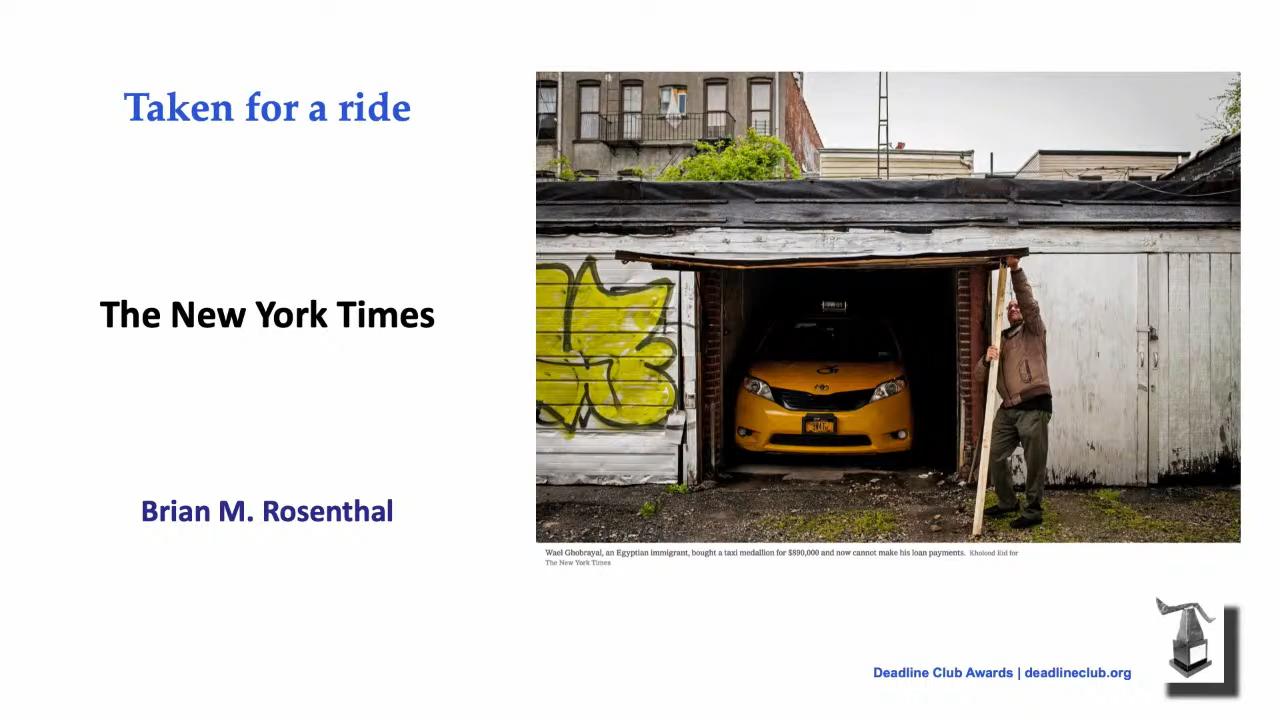 Taken for a ride
The New York Times
Brian M. Rosenthal
Wael Ghobrayal, an Egyptian immigrant, bought a taxi medallion for $890,000 and now cannot make his loan payments. Kholood Eid for
The New York Times
Deadline Club Awards | deadlineclub.org